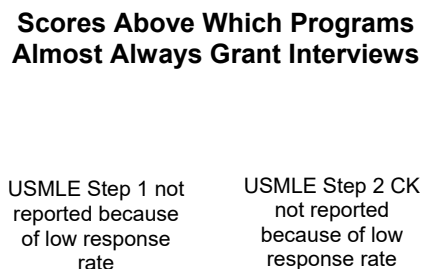 Scores Above Which Programs
Almost Always Grant Interviews
USMLE Step 1 not
reported because
of low response
rate
USMLE Step 2 CK
not reported
because of low
response rate